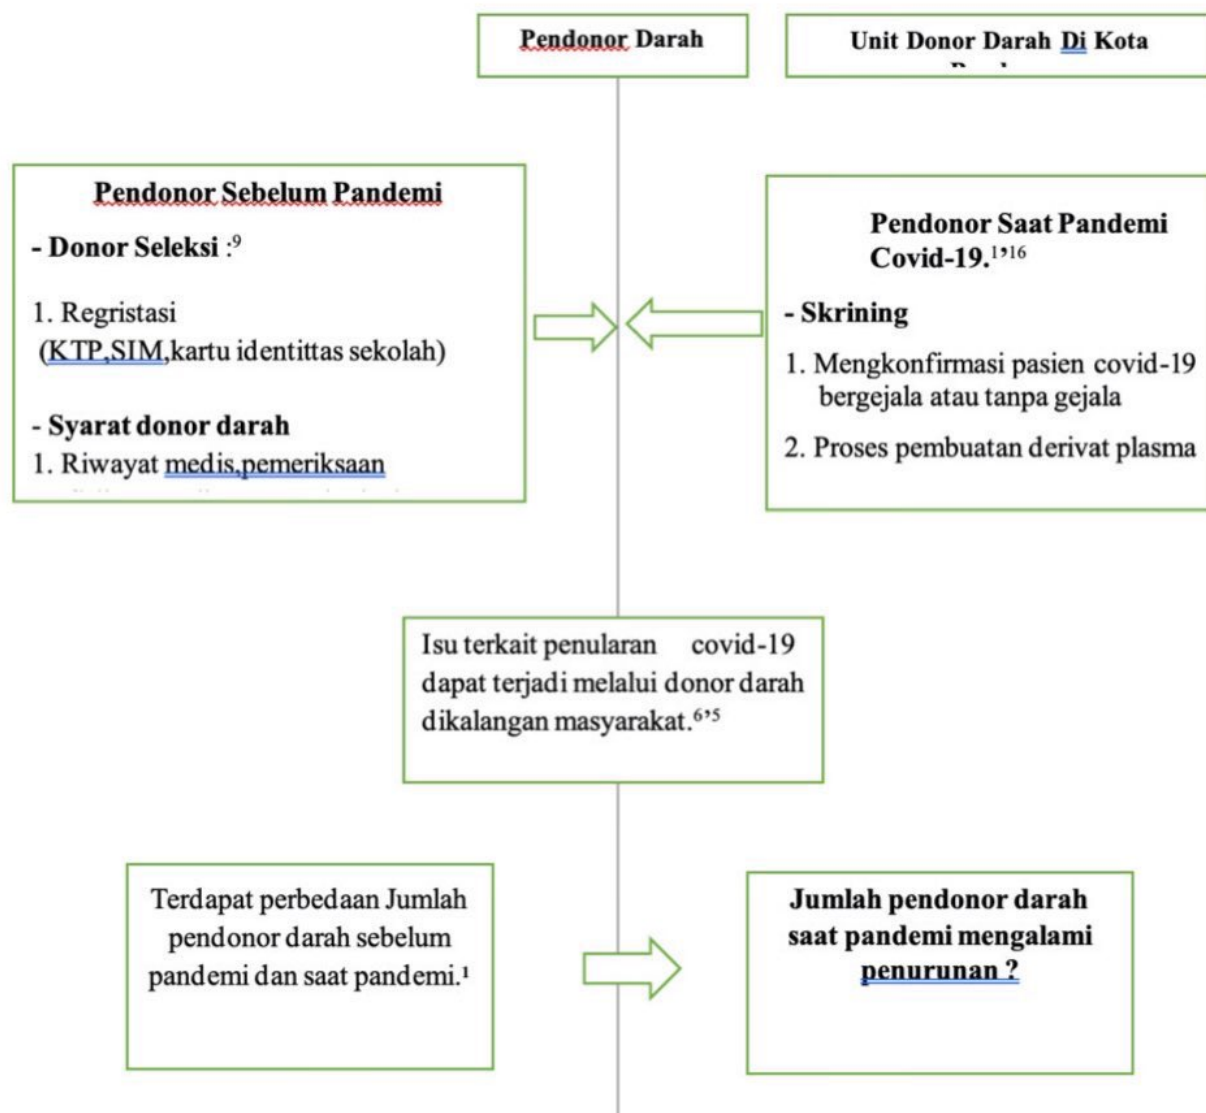 Pendonor Darah
Unit Donor Darah Di Kota
Pendonor Sebelum Pandemi
- Donor Seleksi :⁹
1. Regristasi
(KTP,SIM,kartu identittas sekolah)
- Syarat donor darah
1. Riwayat medis,pemeriksaan
Pendonor Saat Pandemi
Covid-19.¹’¹⁶
- Skrining
1. Mengkonfirmasi pasien covid-19
bergejala atau tanpa gejala
2. Proses pembuatan derivat plasma
Isu terkait penularan covid-19
dapat terjadi melalui donor darah
dikalangan masyarakat.⁶’⁵
Terdapat perbedaan Jumlah
pendonor darah sebelum
pandemi dan saat pandemi.¹
Jumlah pendonor darah
saat pandemi mengalami
penurunan ?